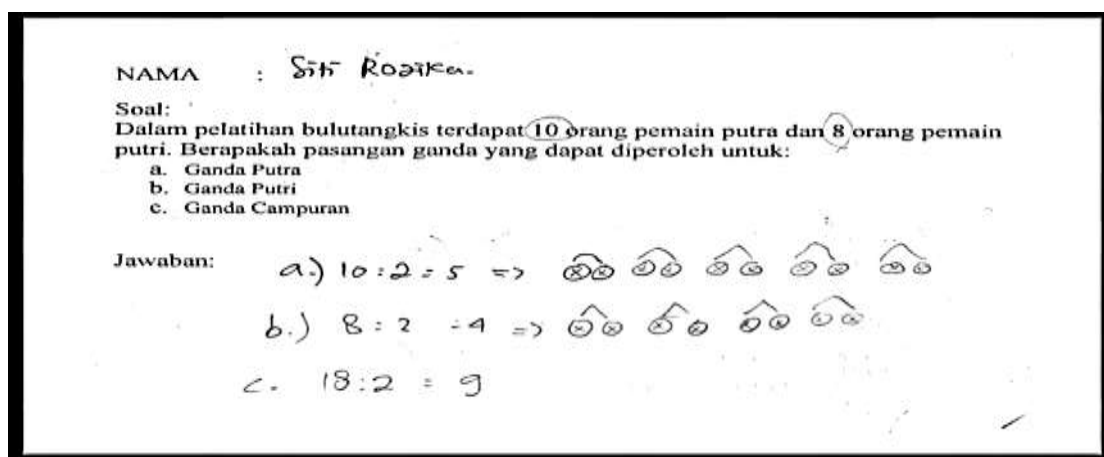 NAMA : Siti Rozika.
Soal:
Dalam pelatihan bulutangkis terdapat 10 orang pemain putra dan 8 orang pemain
putri. Berapakah pasangan ganda yang dapat diperoleh untuk:
a. Ganda Putra
b. Ganda Putri
c. Ganda Campuran
Jawaban: a.) 10 : 2 = 5 =>
b.) 8 : 2 = 4 =>
c. 18 : 2 = 9